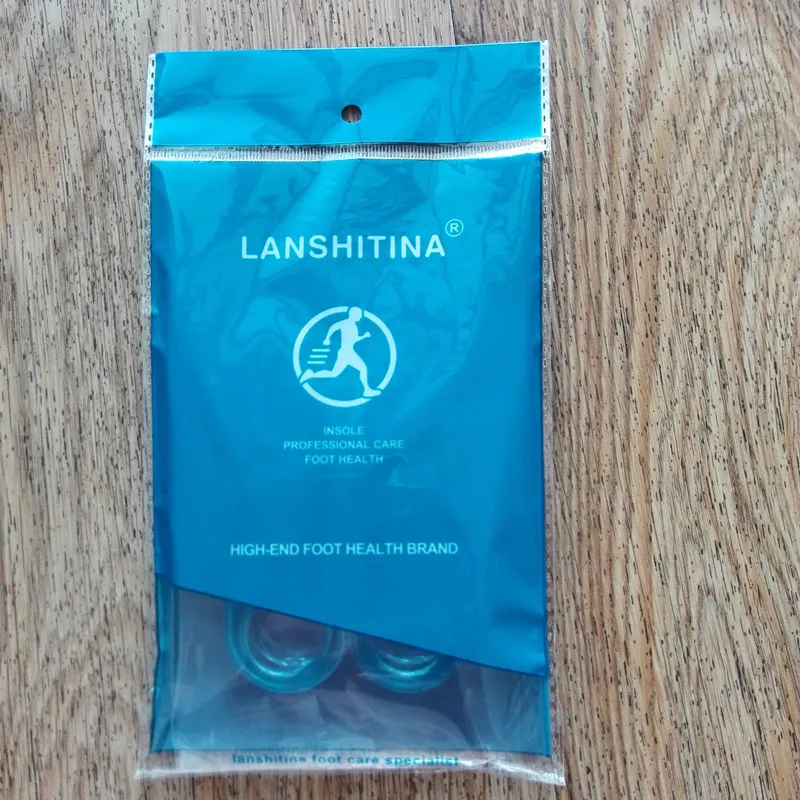 LANSHITINA®
INSOLE
PROFESSIONAL CARE
FOOT HEALTH
HIGH-END FOOT HEALTH BRAND
lanshitina foot care specialist